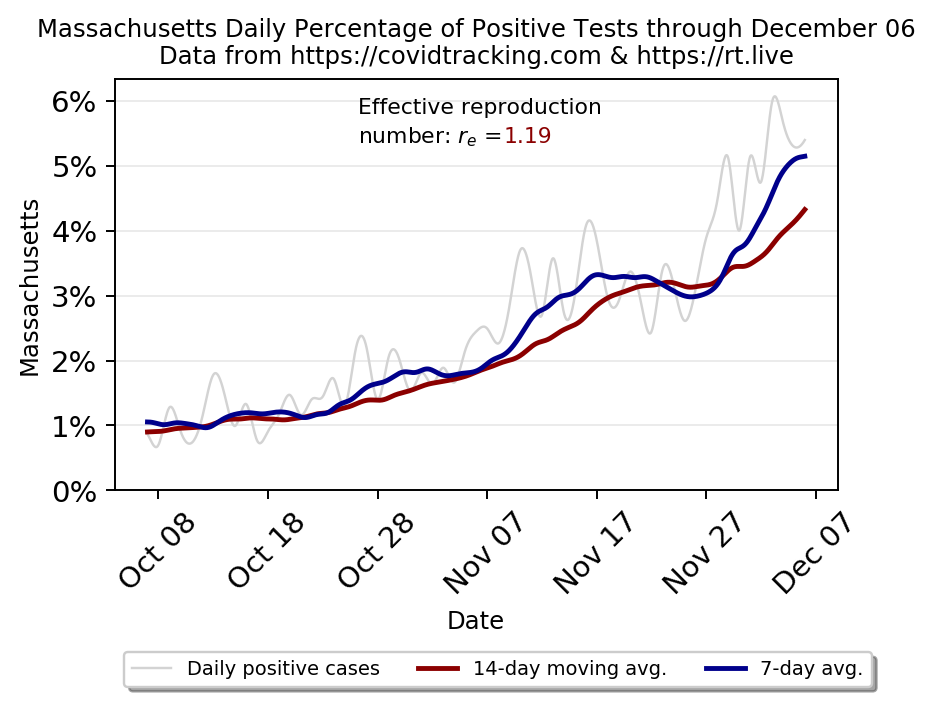 Massachusetts Daily Percentage of Positive Tests through December 06
Data from https://covidtracking.com & https://rt.live
Effective reproduction
number: re =1.19
Massachusetts
6%
5%
4%
3%
2%
1%
0%
Oct 08
Oct 18
Oct 28
Nov 07
Nov 17
Nov 27
Dec 07
Date
Daily positive cases
14-day moving avg.
7-day avg.